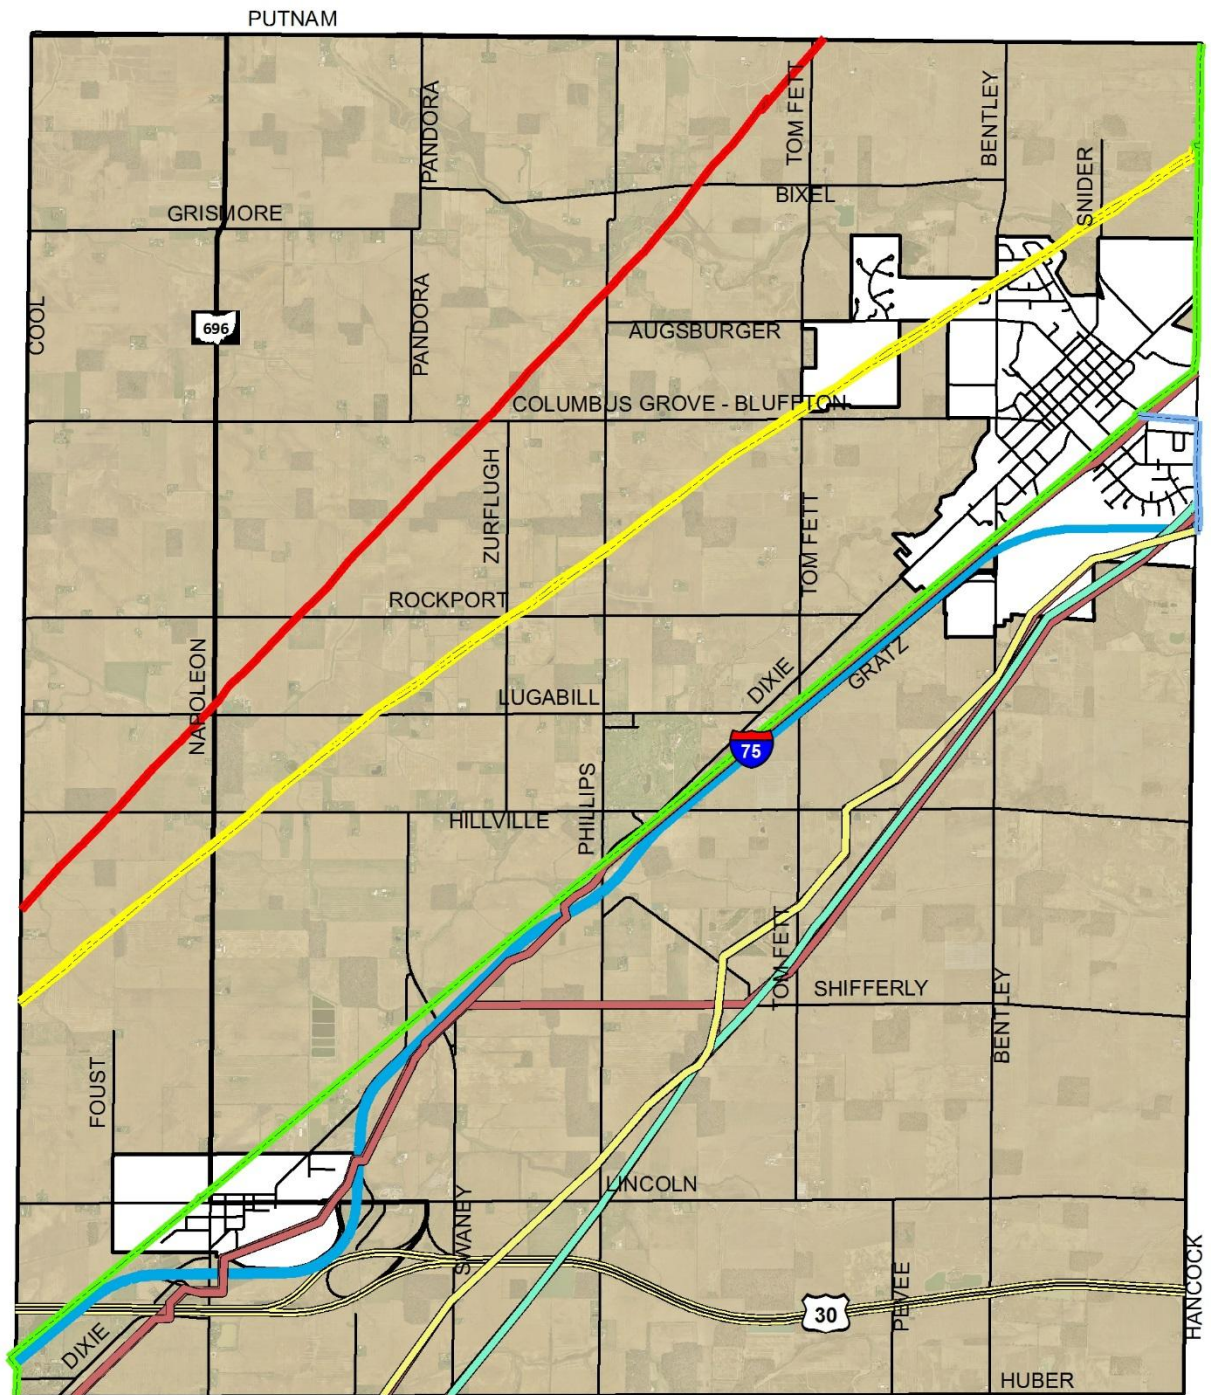 PUTNAM
PANDORA
TOM FETT
BENTLEY
SNIDER
GRISMORE
BIXEL
COOL
696
PANDORA
AUGSBURGER
COLUMBUS GROVE - BLUFFTON
ZURFLUGH
TOM FETT
ROCKPORT
NAPOLEON
LUGABILL
DIXIE
GRATZ
75
PHILLIPS
HILLVILLE
TOM FETT
SHIFFERLY
BENTLEY
FOUST
LINCOLN
SWANEY
HANCOCK
30
PEVEE
DIXIE
HUBER